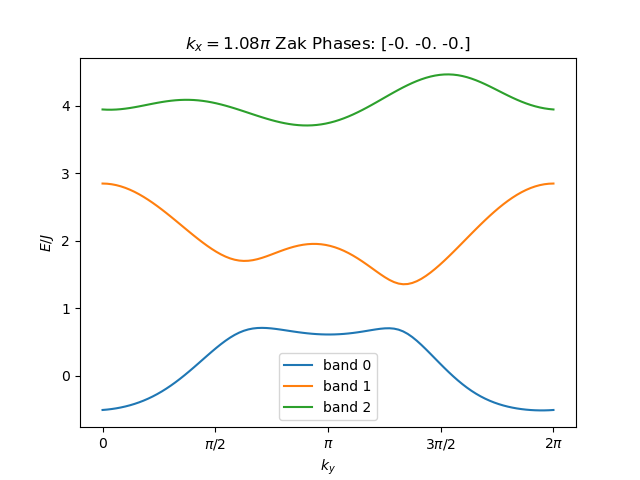 $k_x = 1.08\pi$ Zak Phases: [-0. -0. -0.]
E/J
4
3
2
1
0
band 0
band 1
band 2
0
π/2
π
3π/2
2π
$k_y$